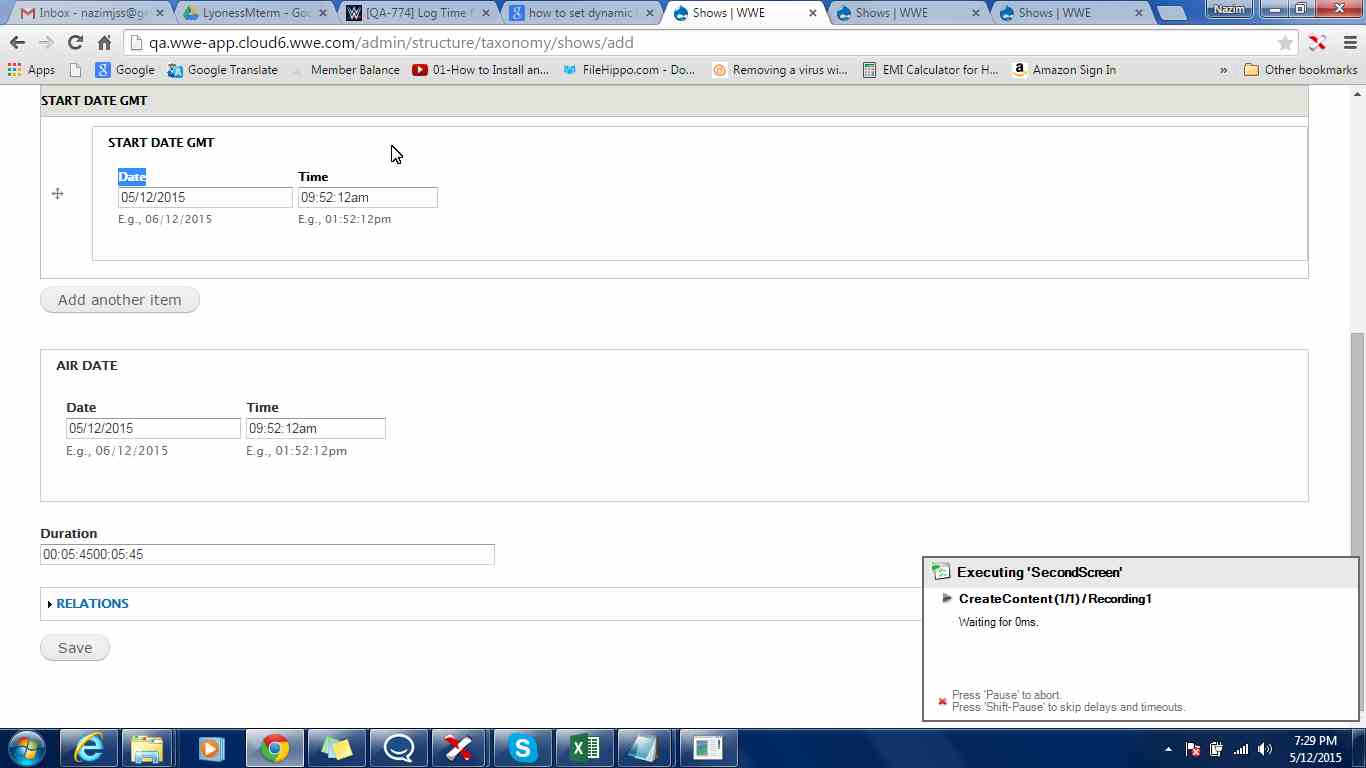 Inbox - nazimjss@g
LyonessMterm - Goo
[QA-774] Log Time f
how to set dynamic
Shows | WWE
Shows | WWE
Shows | WWE
Nazim
qa.wwe-app.cloud6.wwe.com/admin/structure/taxonomy/shows/add
Apps
Google
Google Translate
Member Balance
01-How to Install an...
FileHippo.com - Do...
Removing a virus wi...
EMI Calculator for H...
Amazon Sign In
»
Other bookmarks
START DATE GMT
START DATE GMT
Date Time
05/12/2015 09:52:12am
E.g., 06/12/2015 E.g., 01:52:12pm
Add another item
AIR DATE
Date Time
05/12/2015 09:52:12am
E.g., 06/12/2015 E.g., 01:52:12pm
Duration
00:05:4500:05:45
RELATIONS
Save
Executing 'SecondScreen'
CreateContent (1/1) / Recording1
Waiting for 0ms.
Press 'Pause' to abort.
Press 'Shift-Pause' to skip delays and timeouts.
7:29 PM
5/12/2015